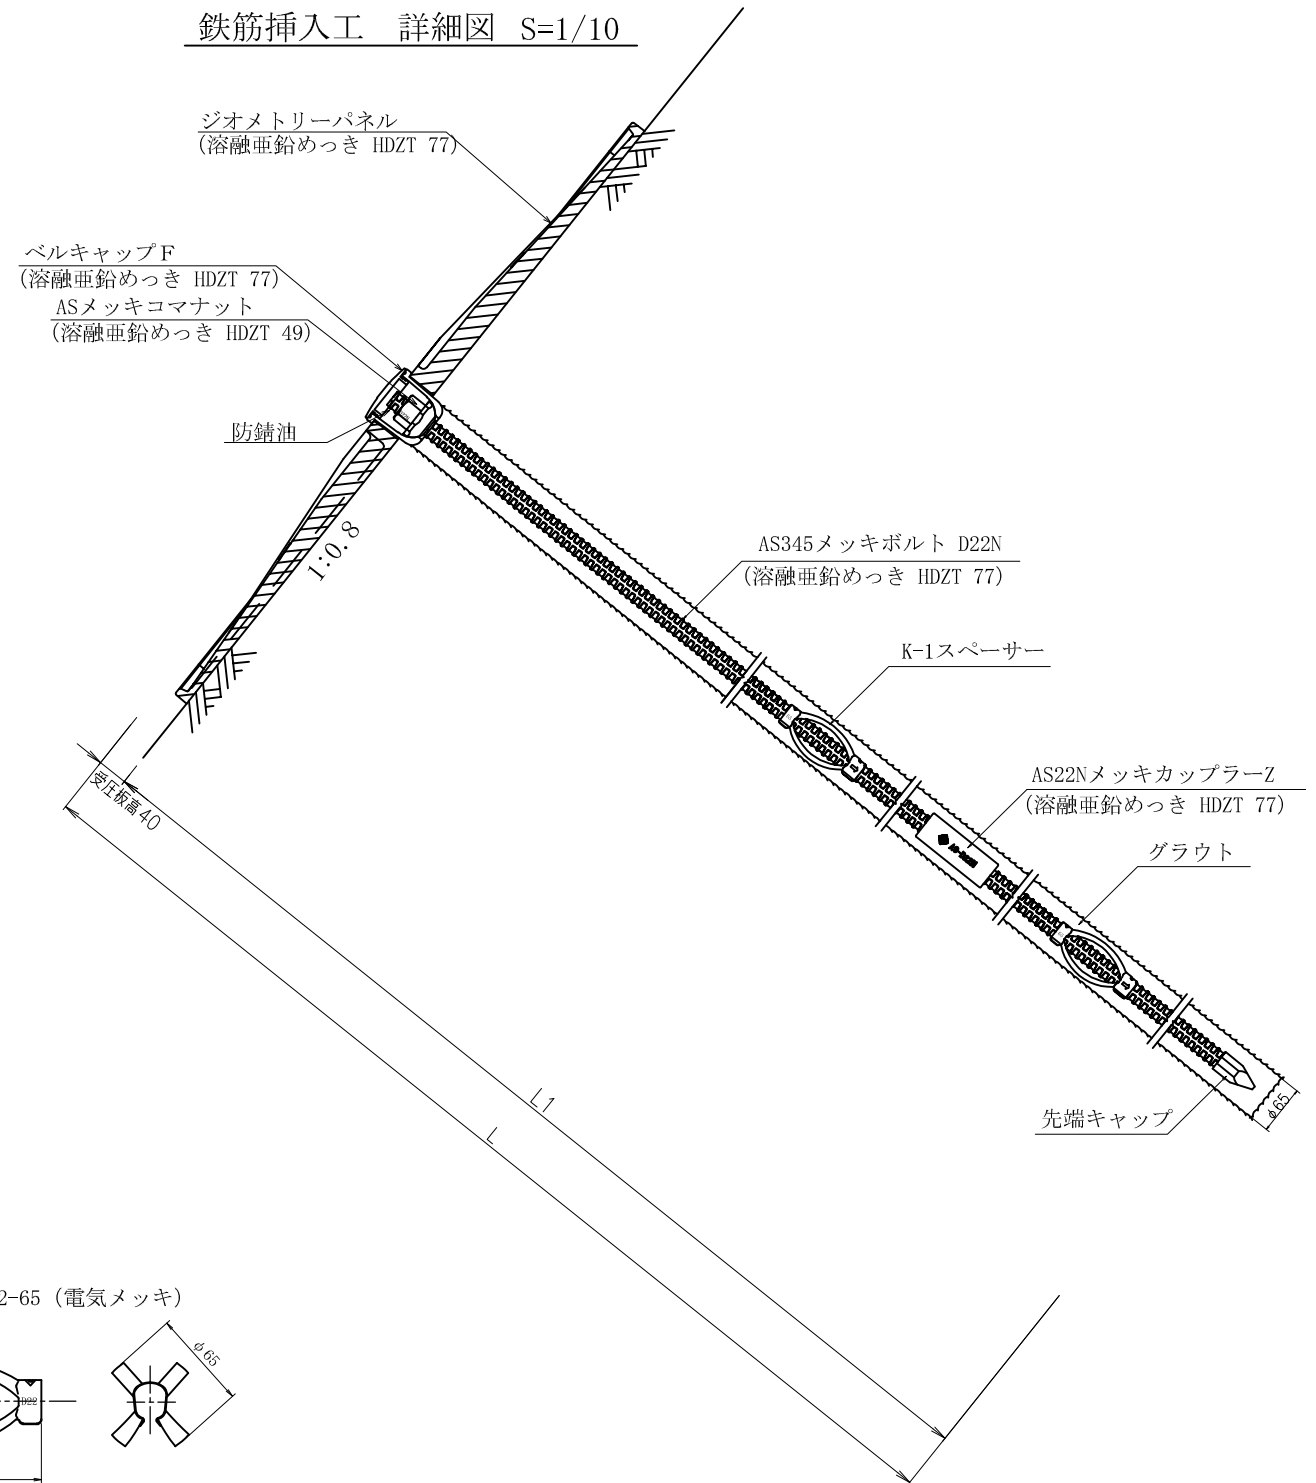 鉄筋挿入工 詳細図 S=1/10
ジオメトリーパネル
(溶融亜鉛めっき HDZT 77)
ベルキャップF
(溶融亜鉛めっき HDZT 77)
ASメッキコマナット
(溶融亜鉛めっき HDZT 49)
防錆油
1:0.8
AS345メッキボルト D22N
(溶融亜鉛めっき HDZT 77)
K-1スペーサー
受圧板高40
AS22NメッキカップラーZ
(溶融亜鉛めっき HDZT 77)
グラウト
先端キャップ
φ65
L1
L
2-65 (電気メッキ)
φ65
D22